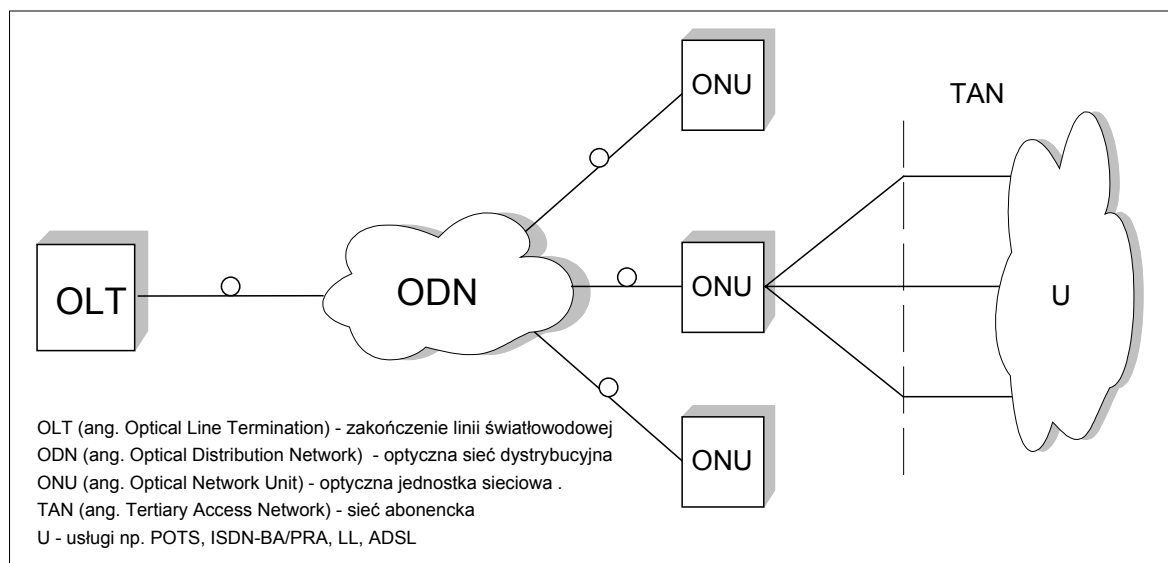 ONU
TAN
OLT
ODN
ONU
U
ONU
OLT (ang. Optical Line Termination) - zakończenie linii światłowodowej
ODN (ang. Optical Distribution Network) - optyczna sieć dystrybucyjna
ONU (ang. Optical Network Unit) - optyczna jednostka sieciowa .
TAN (ang. Tertiary Access Network) - sieć abonencka
U - usługi np. POTS, ISDN-BA/PRA, LL, ADSL